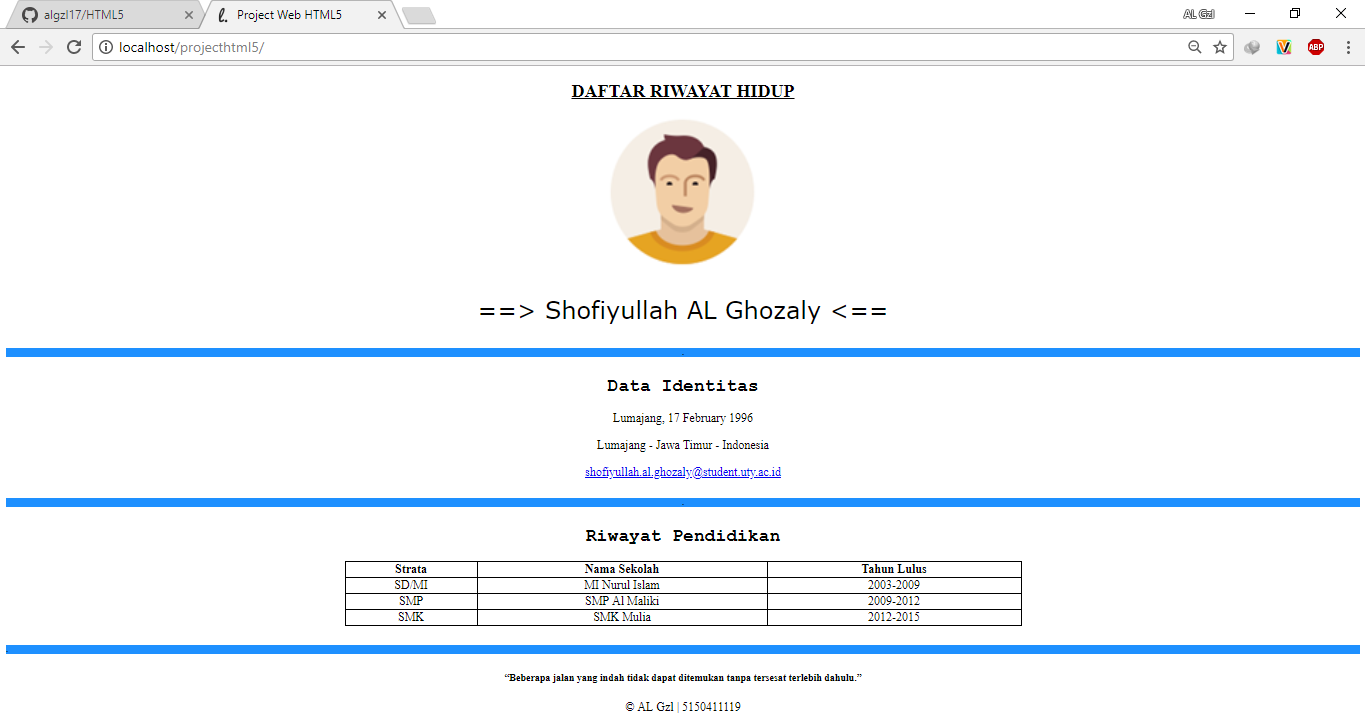 algzl17/HTML5
Project Web HTML5
AL Gzl
localhost/projecthtml5/
ABP
DAFTAR RIWAYAT HIDUP
==> Shofiyullah AL Ghozaly <==
Data Identitas
Lumajang, 17 February 1996
Lumajang - Jawa Timur - Indonesia
shofiyullah.al.ghozaly@student.uty.ac.id
Riwayat Pendidikan
Strata Nama Sekolah Tahun Lulus
SD/MI MI Nurul Islam 2003-2009
SMP SMP Al Maliki 2009-2012
SMK SMK Mulia 2012-2015
“Beberapa jalan yang indah tidak dapat ditemukan tanpa tersesat terlebih dahulu.”
© AL Gzl | 5150411119